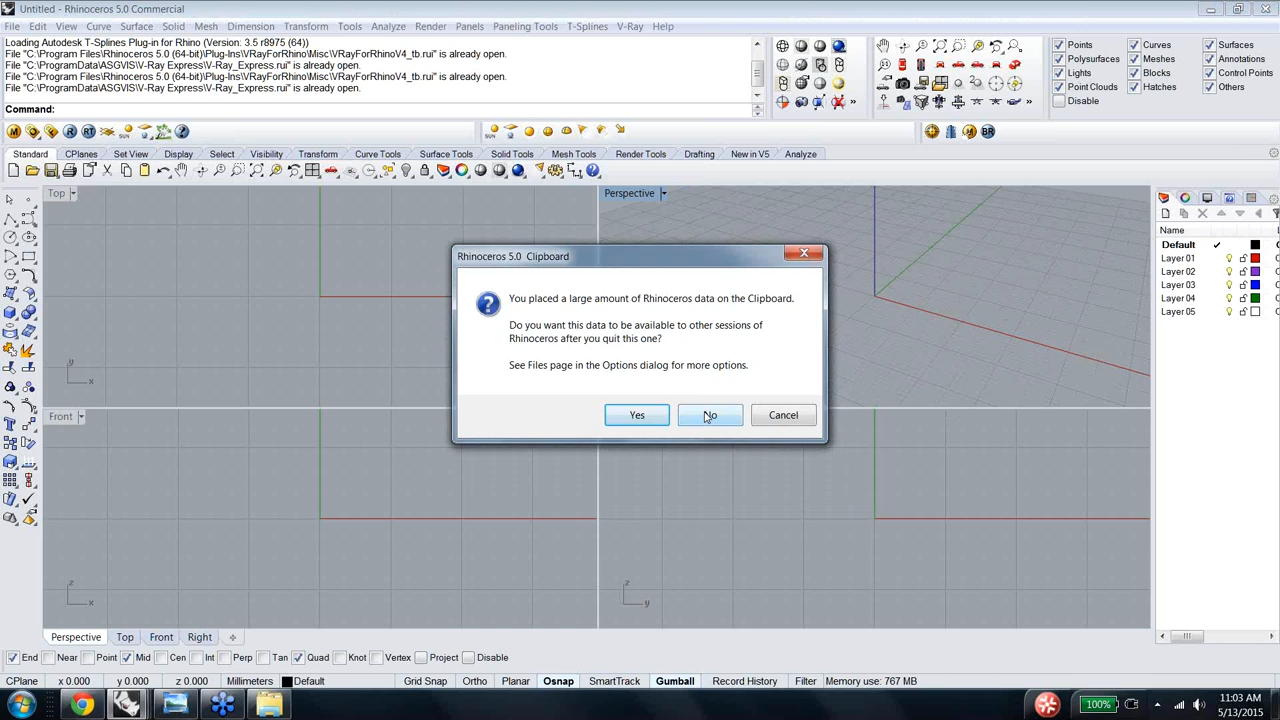 Untitled - Rhinoceros 5.0 Commercial
File Edit View Curve Surface Solid Mesh Dimension Transform Tools Analyze Render Panels Paneling Tools T-Splines V-Ray Help
Loading Autodesk T-Splines Plug-in for Rhino (Version: 3.5 r8975 (64))
File "C:\Program Files\Rhinoceros 5.0 (64-bit)\Plug-Ins\VRayForRhino\Misc\VRayForRhinoV4_tb.rui" is already open.
File "C:\ProgramData\ASGVIS\V-Ray Express\V-Ray_Express.rui" is already open.
File "C:\Program Files\Rhinoceros 5.0 (64-bit)\Plug-Ins\VRayForRhino\Misc\VRayForRhinoV4_tb.rui" is already open.
File "C:\ProgramData\ASGVIS\V-Ray Express\V-Ray_Express.rui" is already open.
Command:
Points Curves Surfaces
Polysurfaces Meshes Annotations
Lights Blocks Control Points
Point Clouds Hatches Others
Disable
Standard CPlanes Set View Display Select Visibility Transform Curve Tools Surface Tools Solid Tools Mesh Tools Render Tools Drafting New in V5 Analyze
Top
Perspective
Name
Default
Layer 01
Layer 02
Layer 03
Layer 04
Layer 05
Rhinoceros 5.0 Clipboard
You placed a large amount of Rhinoceros data on the Clipboard.
Do you want this data to be available to other sessions of
Rhinoceros after you quit this one?
See Files page in the Options dialog for more options.
Yes No Cancel
y
x
Front
z
x
z
y
Perspective Top Front Right
End Near Point Mid Cen Int Perp Tan Quad Knot Vertex Project Disable
CPlane x 0.000 y 0.000 z 0.000 Millimeters Default Grid Snap Ortho Planar Osnap SmartTrack Gumball Record History Filter Memory use: 767 MB
100%
11:03 AM
5/13/2015